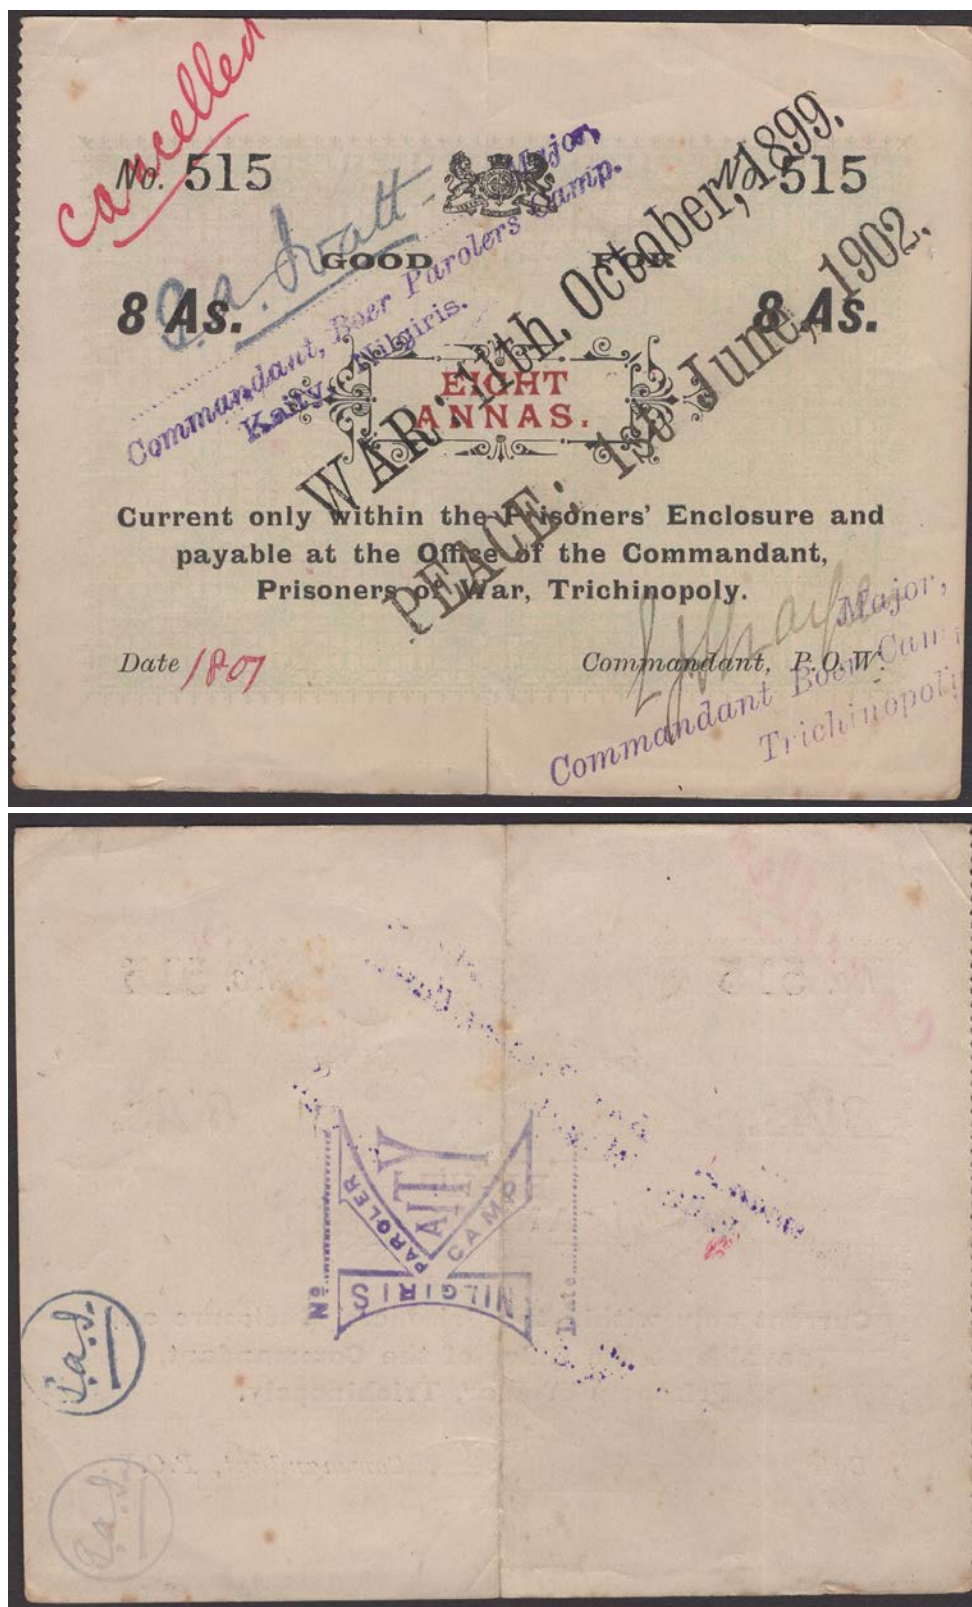 Cancelled
No. 515
No. 515
GOOD FOR
8 As.
8 As.
EIGHT
ANNAS.
Current only within the Prisoners' Enclosure and
payable at the Office of the Commandant,
Prisoners of War, Trichinopoly.
Date
Commandant, P.O.W.
Major,
Commandant, Boer Parolers Camp.
Kaity, Nilgiris.
WAR: 11th. October, 1899.
PEACE: 1st June, 1902.
Major,
Commandant Boer Camp
Trichinopoly
No
PAROLER
KAITY
CAMP
NILGIRIS
Date